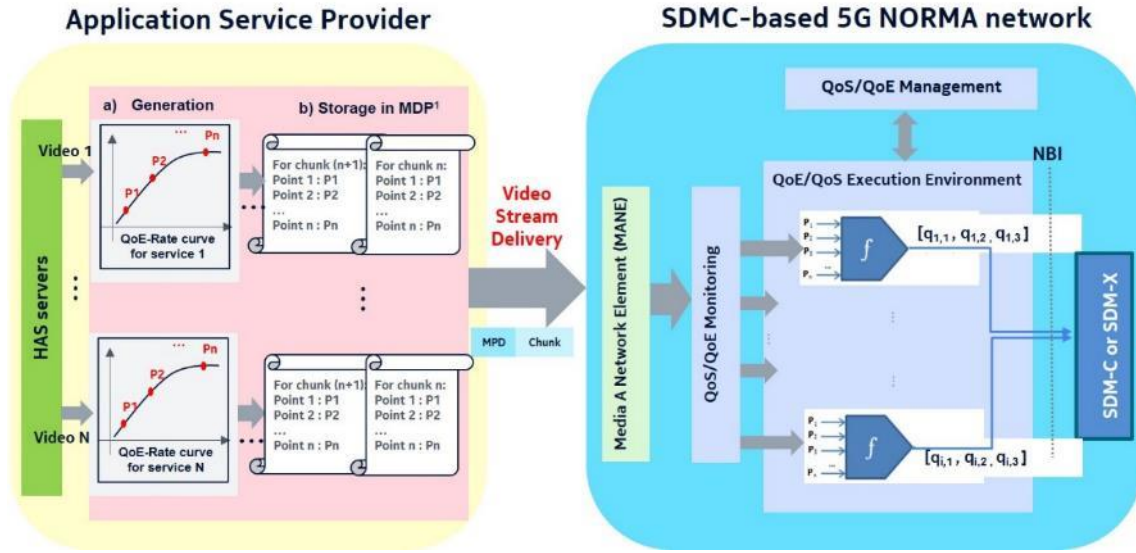 Application Service Provider
SDMC-based 5G NORMA network
a) Generation
b) Storage in MDP¹
HAS servers
Video 1
...
Pn
P2
P1
QoE-Rate curve
for service 1
...
For chunk (n+1):
Point 1 : P1
Point 2 : P2
...
Point n : Pn
For chunk n:
Point 1 : P1
Point 2 : P2
...
Point n : Pn
Video N
...
Pn
P2
P1
QoE-Rate curve
for service N
...
For chunk (n+1):
Point 1 : P1
Point 2 : P2
...
Point n : Pn
For chunk n:
Point 1 : P1
Point 2 : P2
...
Point n : Pn
Video
Stream
Delivery
MPD
Chunk
Media A Network Element (MANE)
QoS/QoE Monitoring
QoS/QoE Management
NBI
QoE/QoS Execution Environment
f
[q1,1 , q1,2 , q1,3]
f
[qi,1 , qi,2 , qi,3]
SDM-C or SDM-X